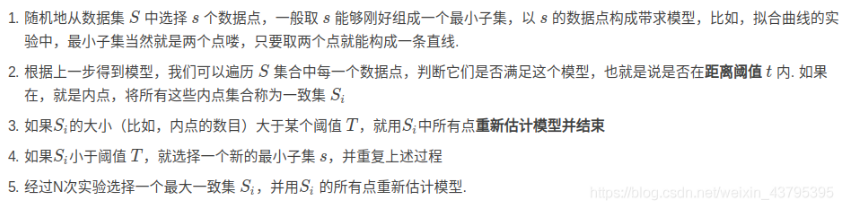 1. 随机地从数据集 S 中选择 s 个数据点，一般取 s 能够刚好组成一个最小子集，以 s 的数据点构成带求模型，比如，拟合曲线的实
验中，最小子集当然就是两个点喽，只要取两个点就能构成一条直线.
2. 根据上一步得到模型，我们可以遍历 S 集合中每一个数据点，判断它们是否满足这个模型，也就是说是否在距离阈值 t 内. 如果
在，就是内点，将所有这些内点集合称为一致集 Si
3. 如果Si的大小（比如，内点的数目）大于某个阈值 T，就用Si中所有点重新估计模型并结束
4. 如果Si小于阈值 T，就选择一个新的最小子集 s，并重复上述过程
5. 经过N次实验选择一个最大一致集 Si，并用Si 的所有点重新估计模型.
https://blog.csdn.net/weixin_43795395